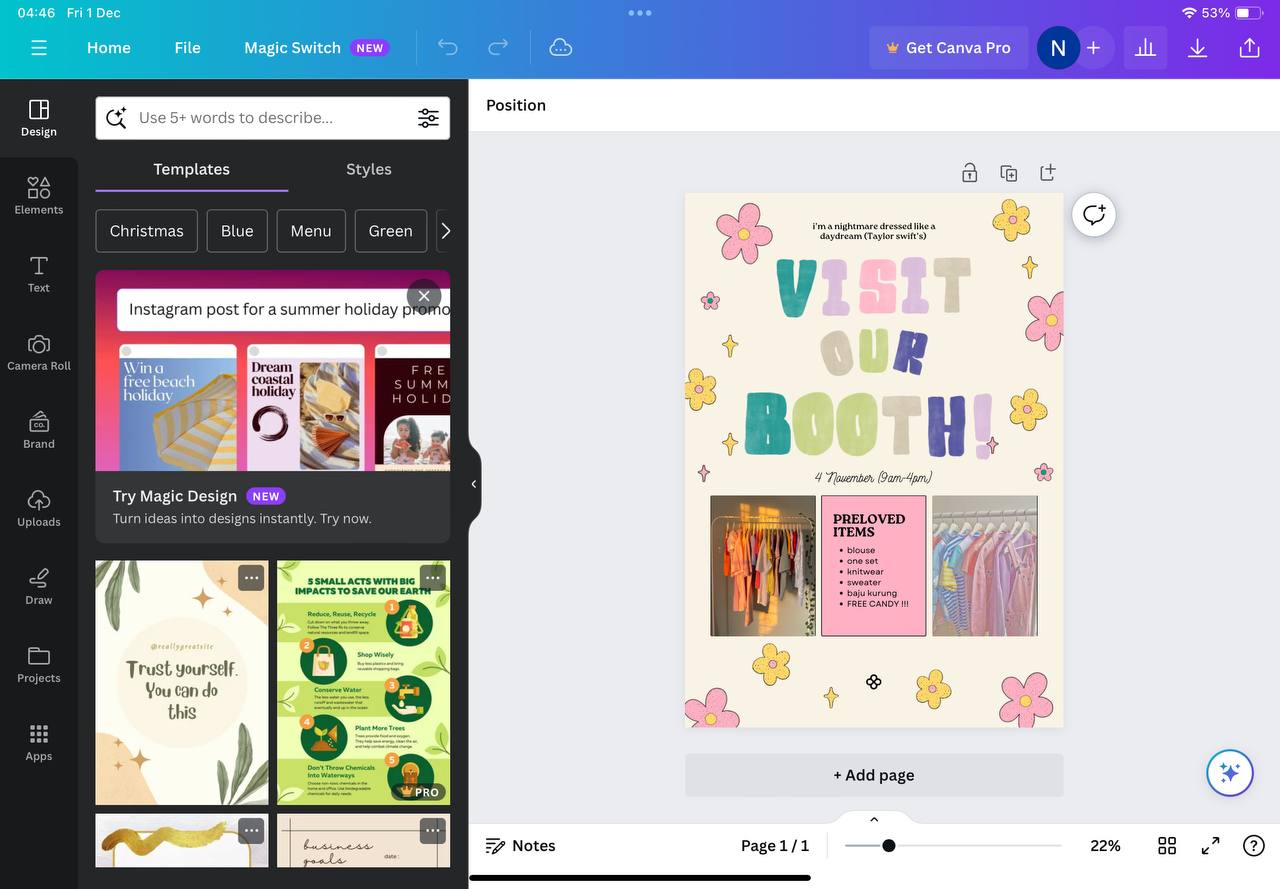 04:46 Fri 1 Dec
53%
Home
File
Magic Switch NEW
Get Canva Pro
N
Position
Design
Elements
Text
Camera Roll
co.
Brand
Uploads
Draw
Projects
Apps
Use 5+ words to describe...
Templates
Styles
Christmas
Blue
Menu
Green
Instagram post for a summer holiday promo
Win a
free beach
holiday
Dream
coastal
holiday
FREE
SUMM
HOLID
Try Magic Design NEW
Turn ideas into designs instantly. Try now.
@reallygreatsite
Trust yourself.
You can do
this
5 SMALL ACTS WITH BIG
IMPACTS TO SAVE OUR EARTH
1
Reduce, Reuse, Recycle
2
Shop Wisely
3
Conserve Water
4
Plant More Trees
5
Don't Throw Chemicals
Into Waterways
PRO
business
goals
date :
i'm a nightmare dressed like a
daydream (Taylor swift's)
VISIT
OUR
BOOTH!
4 November (9am-4pm)
PRELOVED
ITEMS
• blouse
• one set
• knitwear
• sweater
• baju kurung
• FREE CANDY !!!
+ Add page
Notes
Page 1 / 1
22%